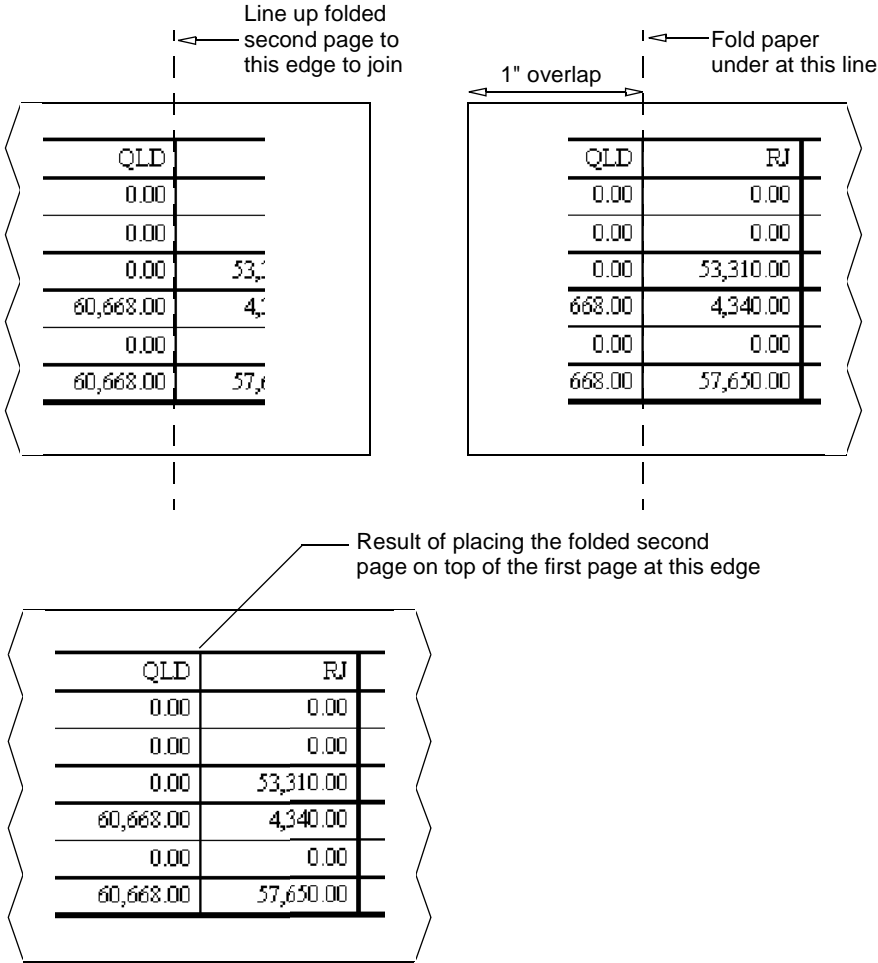 Line up folded
second page to
this edge to join
Fold paper
under at this line
1" overlap
QLD
0.00
0.00
0.00 53,
60,668.00 4,
0.00
60,668.00 57,
QLD RJ
0.00 0.00
0.00 0.00
0.00 53,310.00
668.00 4,340.00
0.00 0.00
668.00 57,650.00
Result of placing the folded second
page on top of the first page at this edge
QLD RJ
0.00 0.00
0.00 0.00
0.00 53,310.00
60,668.00 4,340.00
0.00 0.00
60,668.00 57,650.00